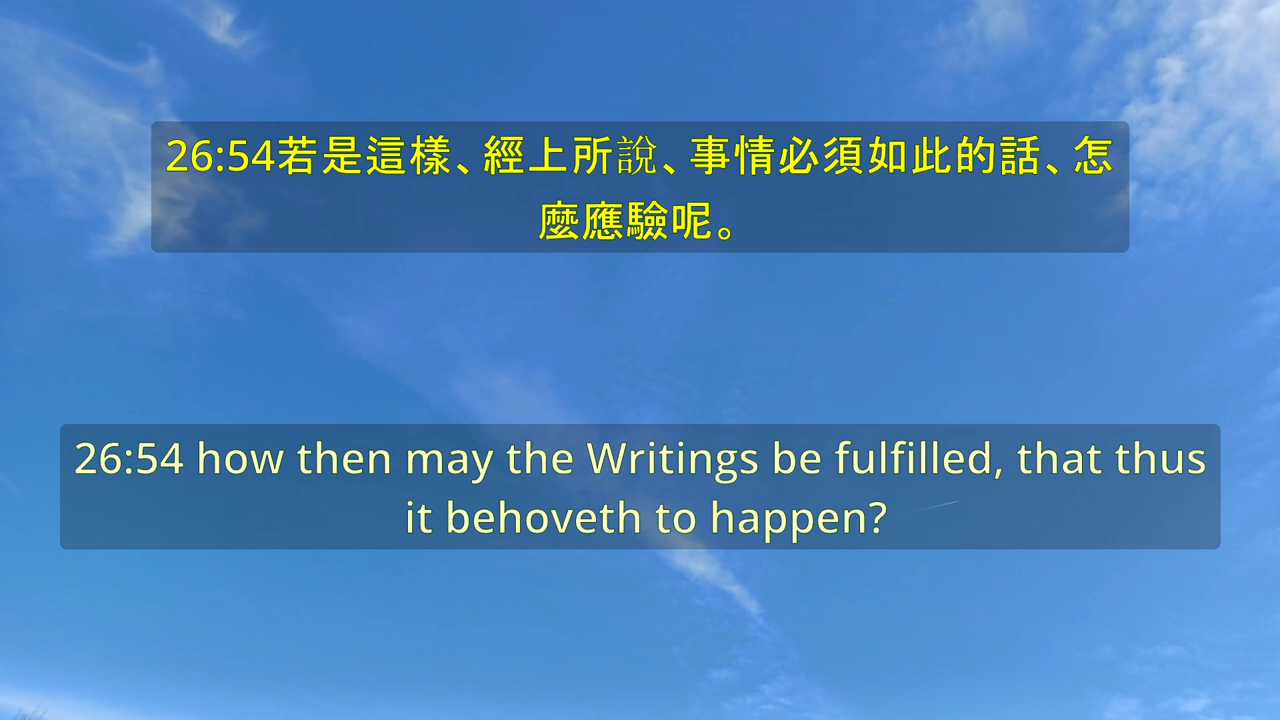 26:54若是這樣、經上所說、事情必須如此的話、怎
麼應驗呢。
26:54 how then may the Writings be fulfilled, that thus
it behoveth to happen?